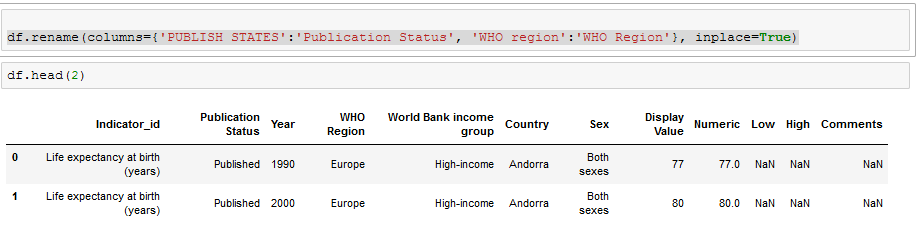 df.rename(columns={'PUBLISH STATES':'Publication Status', 'WHO region':'WHO Region'}, inplace=True)
df.head(2)
Indicator_id Publication Status Year WHO Region World Bank income group Country Sex Display Value Numeric Low High Comments
0 Life expectancy at birth (years) Published 1990 Europe High-income Andorra Both sexes 77 77.0 NaN NaN NaN
1 Life expectancy at birth (years) Published 2000 Europe High-income Andorra Both sexes 80 80.0 NaN NaN NaN